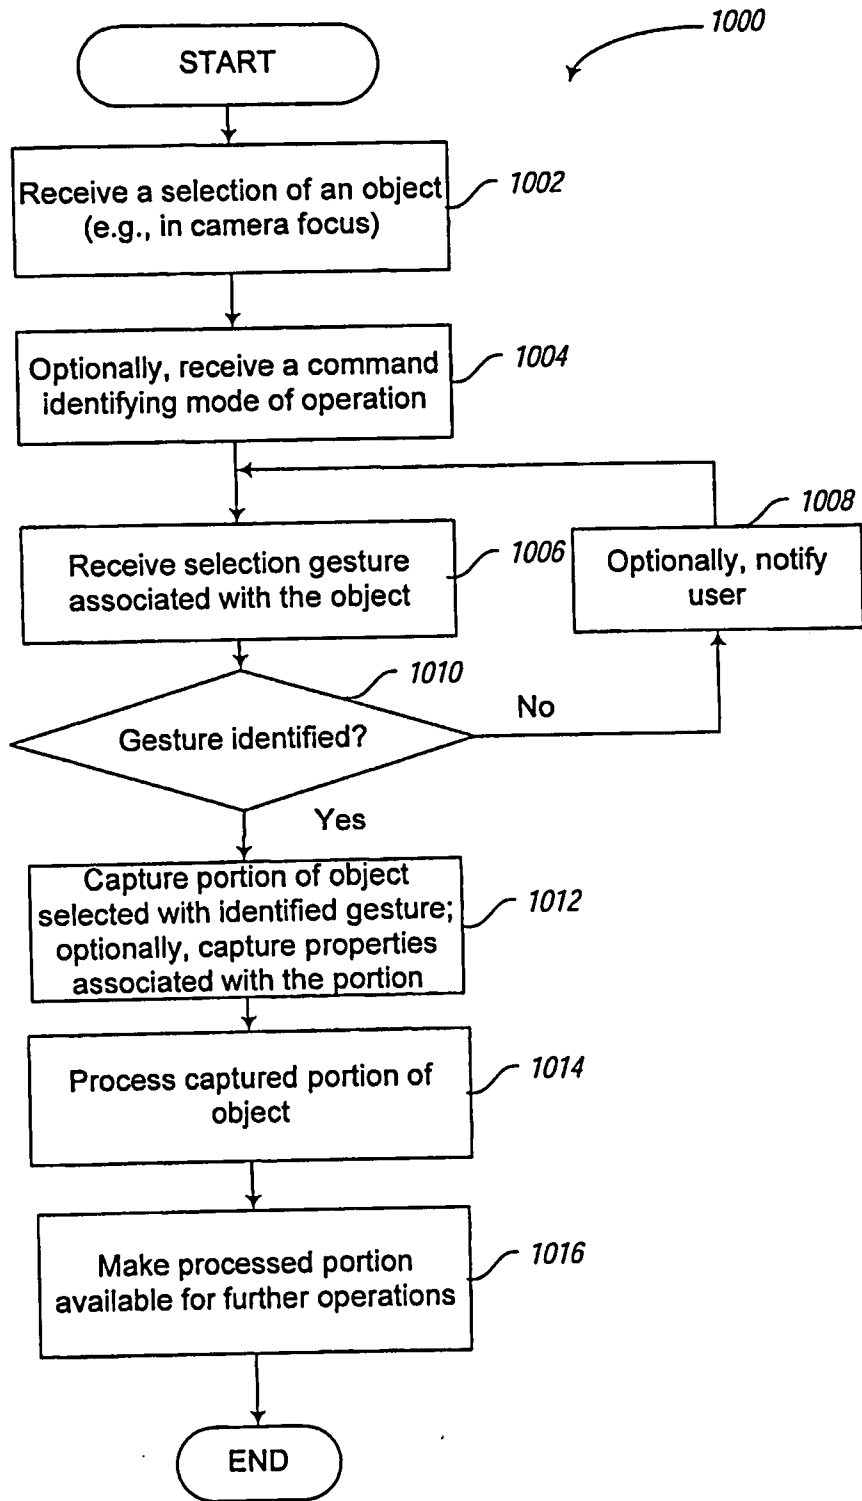 1000
START
Receive a selection of an object
(e.g., in camera focus)
1002
Optionally, receive a command
identifying mode of operation
1004
Receive selection gesture
associated with the object
1006
Optionally, notify
user
1008
Gesture identified?
1010
No
Yes
Capture portion of object
selected with identified gesture;
optionally, capture properties
associated with the portion
1012
Process captured portion of
object
1014
Make processed portion
available for further operations
1016
END